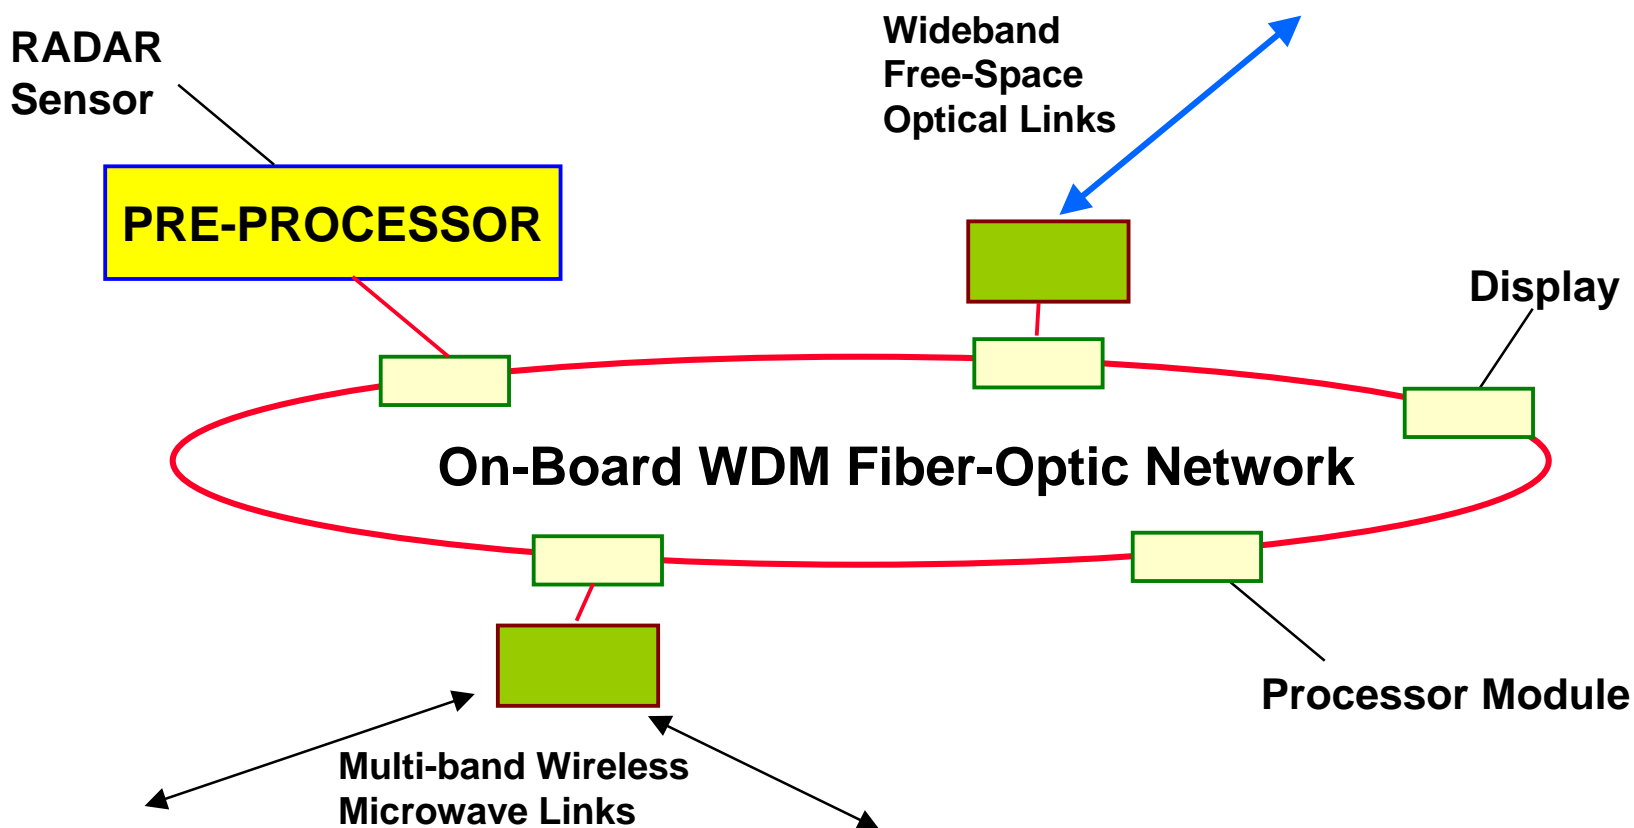 RADAR
Sensor
Wideband
Free-Space
Optical Links
PRE-PROCESSOR
Display
On-Board WDM Fiber-Optic Network
Processor Module
Multi-band Wireless
Microwave Links